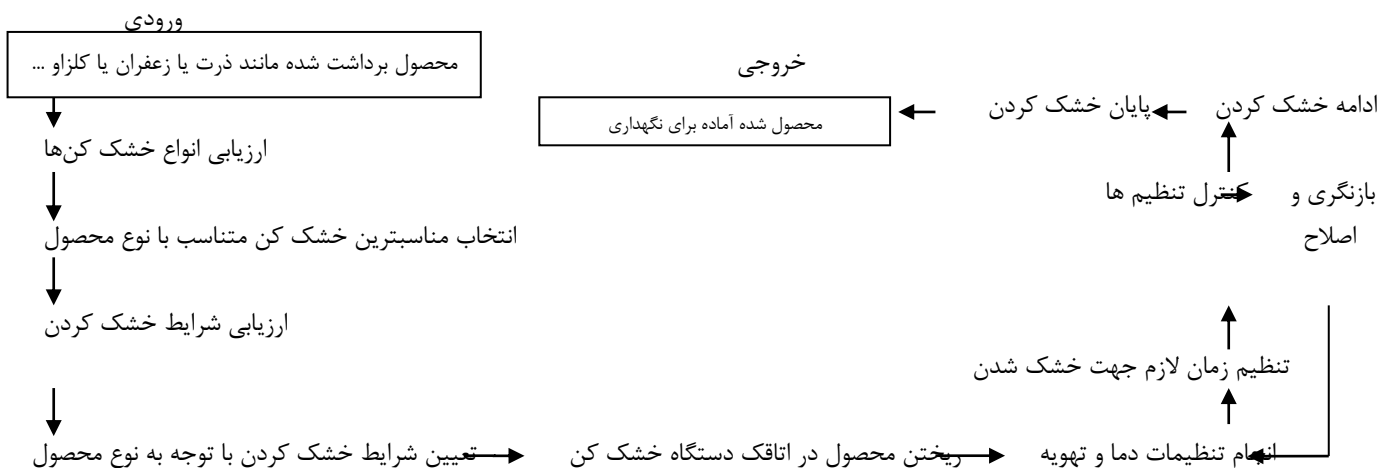 ورودی
محصول برداشت شده مانند ذرت یا زعفران یا کلزاو ...
خروجی
ادامه خشک کردن
پایان خشک کردن
محصول شده آماده برای نگهداری
ارزیابی انواع خشک کن‌ها
بازنگری و
اصلاح
کنترل تنظیم ها
انتخاب مناسبترین خشک کن متناسب با نوع محصول
ارزیابی شرایط خشک کردن
تنظیم زمان لازم جهت خشک شدن
انجام تنظیمات دما و تهویه
ریختن محصول در اتاقک دستگاه خشک کن
تعیین شرایط خشک کردن با توجه به نوع محصول